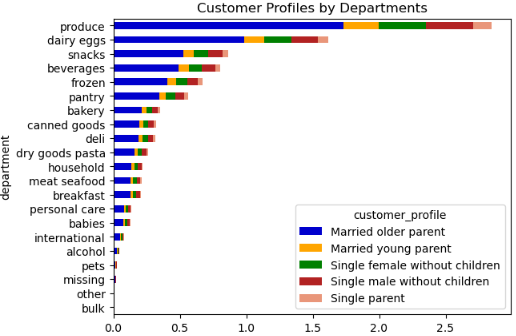 Customer Profiles by Departments
department
produce
dairy eggs
snacks
beverages
frozen
pantry
bakery
canned goods
deli
dry goods pasta
household
meat seafood
breakfast
personal care
babies
international
alcohol
pets
missing
other
bulk
customer_profile
Married older parent
Married young parent
Single female without children
Single male without children
Single parent
0.0 0.5 1.0 1.5 2.0 2.5